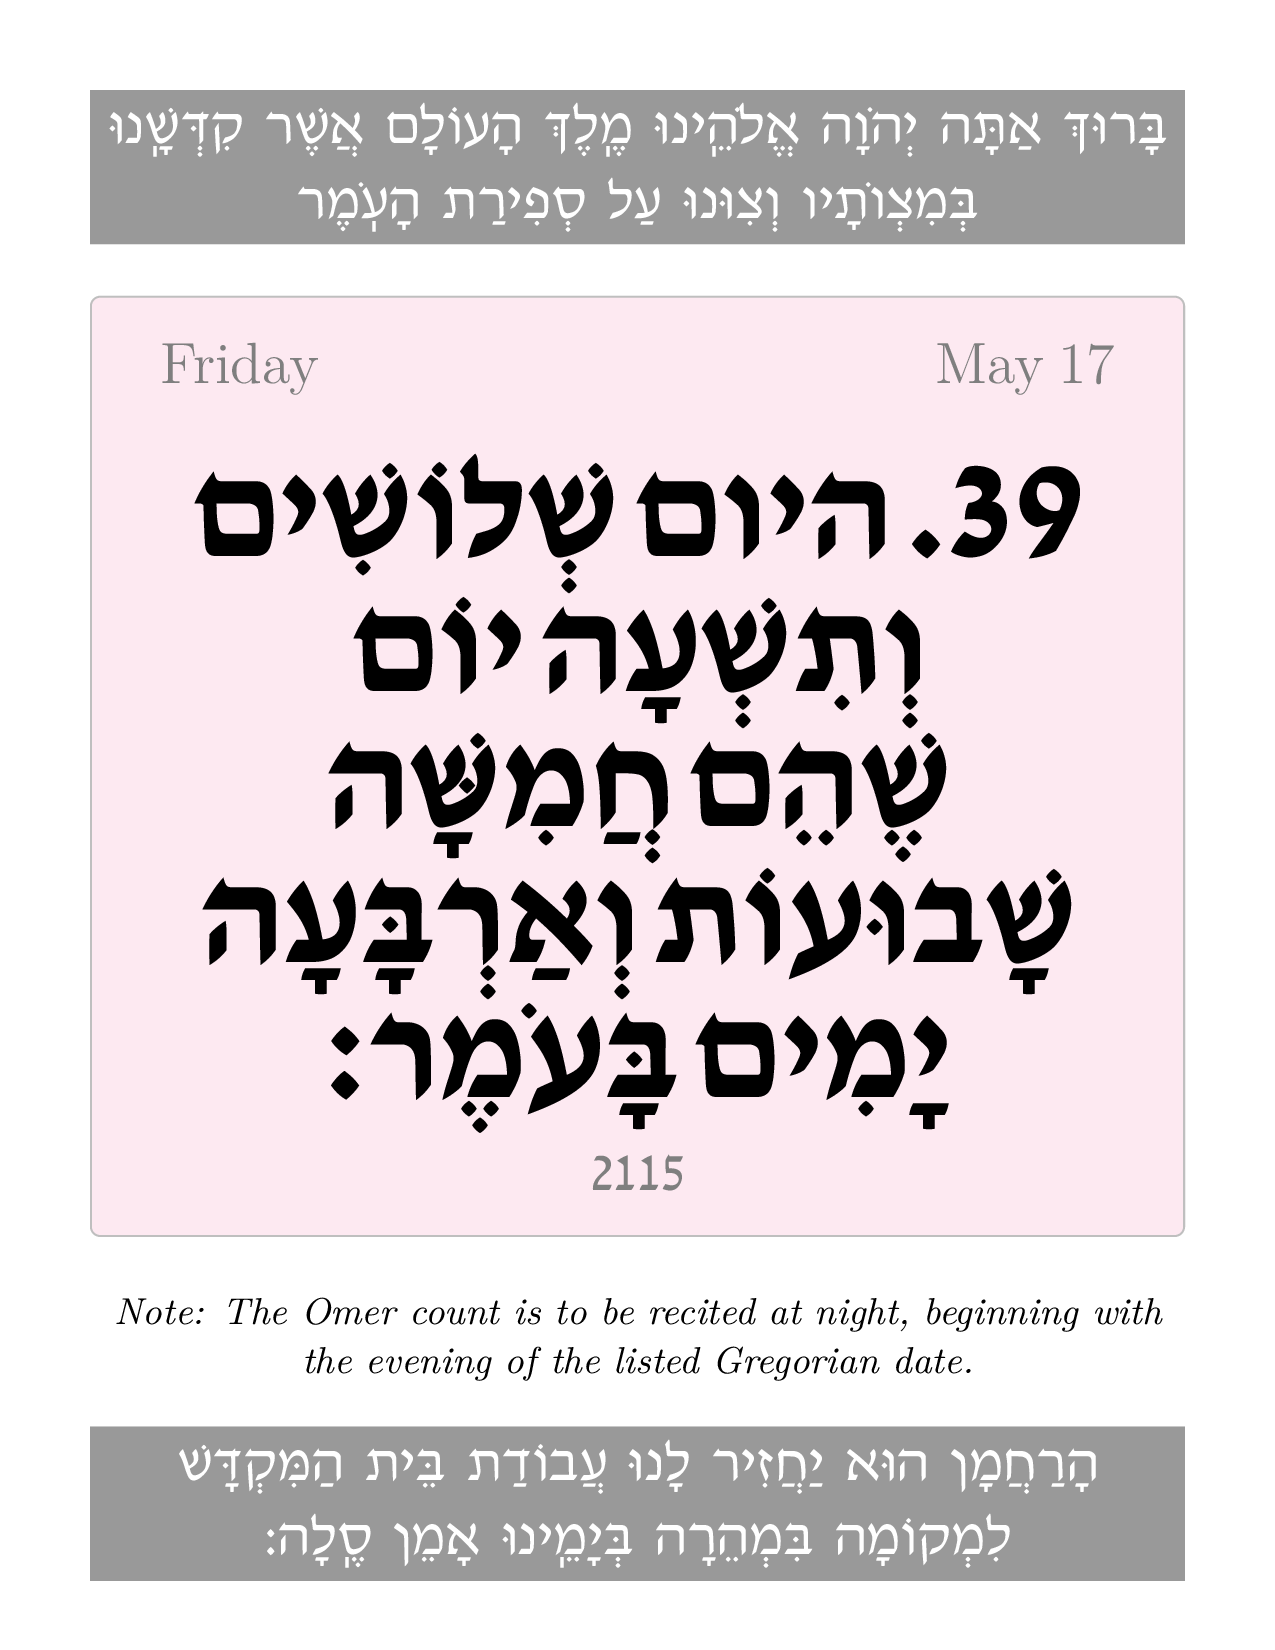 בָּרוּךְ אַתָּה יְהֹוָה אֱלֹהֵֽינוּ מֶֽלֶךְ הָעוֹלָם אֲשֶׁר קִדְּשָֽׁנוּ
בְּמִצְוֹתָיו וְצִוּנוּ עַל סְפִירַת הָעֽוֹמֶר
Friday May 17
39. היום שְׁלוֹשִׁים
וְתִשְׁעָה יוֹם
שֶׁהֵם חֲמִשָּׁה
שָׁבוּעוֹת וְאַרְבָּעָה
יָמִים בָּעֹמֶר:
2115
Note: The Omer count is to be recited at night, beginning with
the evening of the listed Gregorian date.
הָרַחֲמָן הוּא יַחֲזִיר לָנוּ עֲבוֹדַת בֵּית הַמִּקְדָּשׁ
לִמְקוֹמָה בִּמְהֵרָה בְּיָמֵֽינוּ אָמֵן סֶֽלָה: